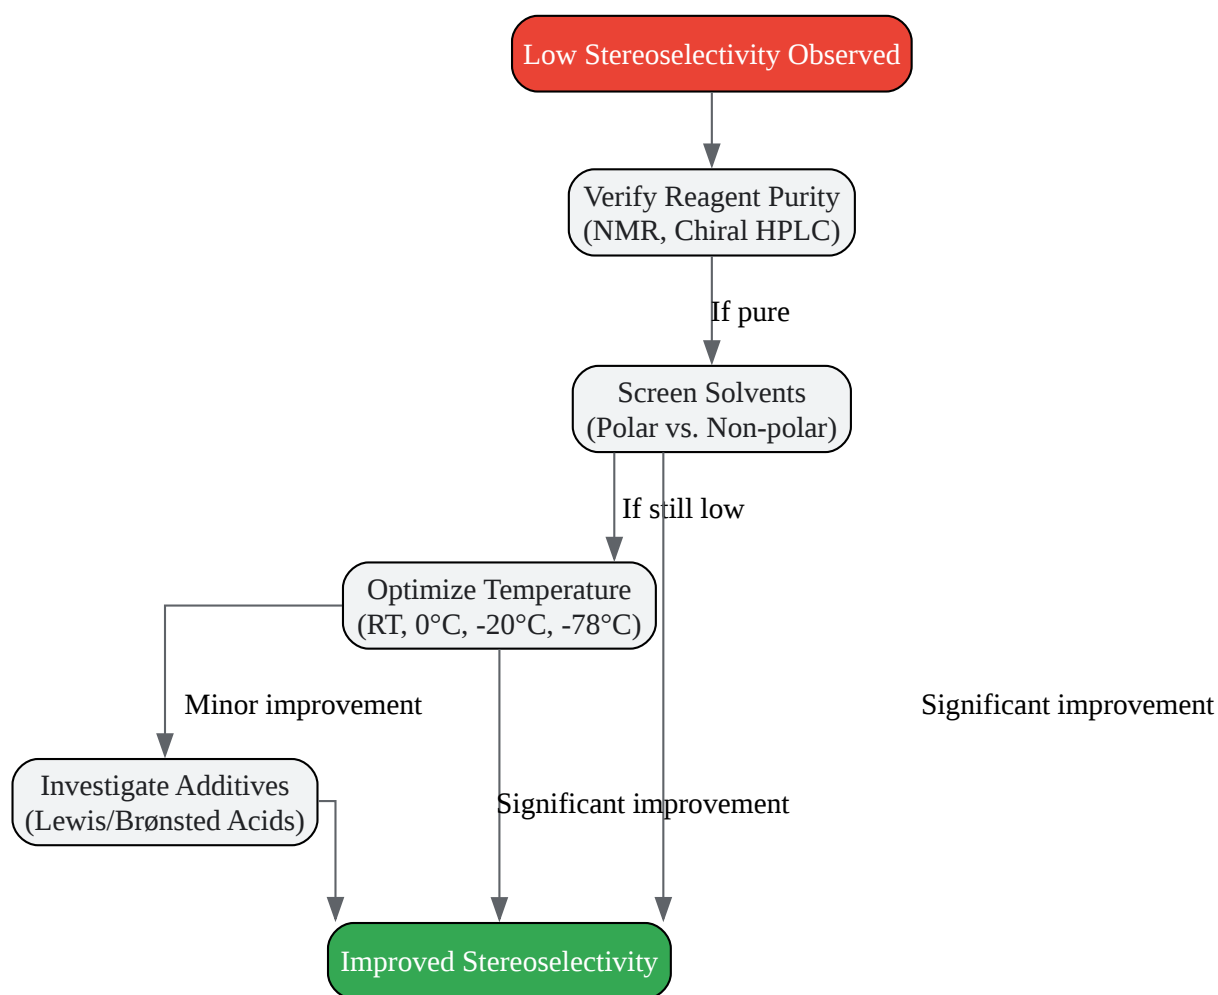 Low Stereoselectivity Observed
Verify Reagent Purity
(NMR, Chiral HPLC)
If pure
Screen Solvents
(Polar vs. Non-polar)
If still low
Optimize Temperature
(RT, 0°C, -20°C, -78°C)
Minor improvement
Significant improvement
Investigate Additives
(Lewis/Brønsted Acids)
Significant improvement
Improved Stereoselectivity